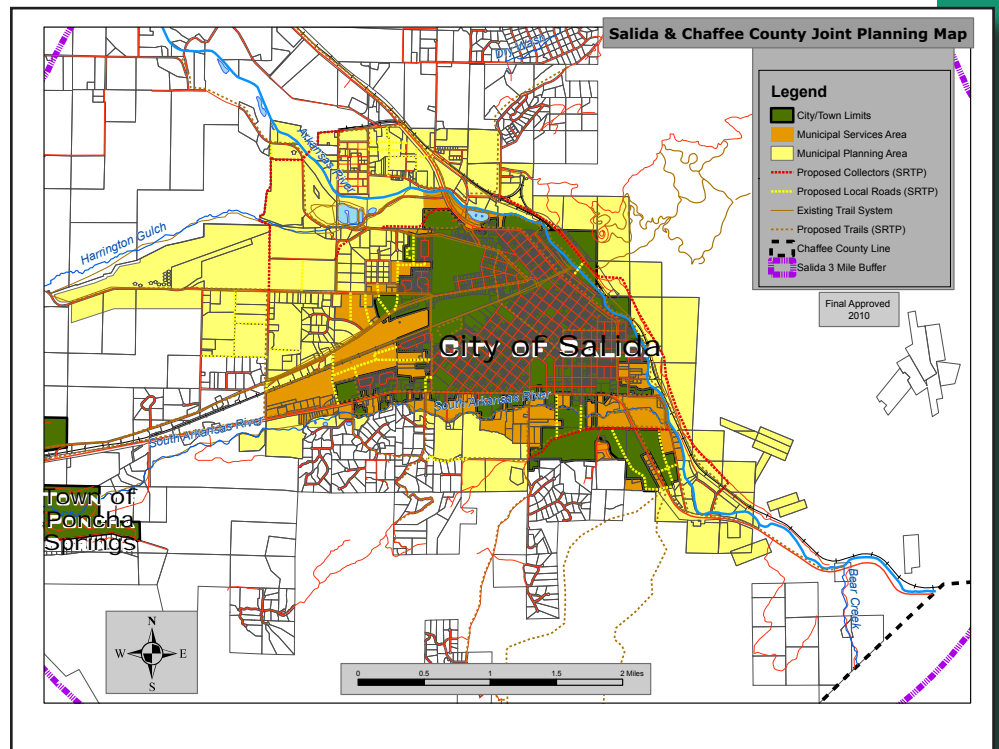 Salida & Chaffee County Joint Planning Map
Legend
City/Town Limits
Municipal Services Area
Municipal Planning Area
Proposed Collectors (SRTP)
Proposed Local Roads (SRTP)
Existing Trail System
Proposed Trails (SRTP)
Chaffee County Line
Salida 3 Mile Buffer
Final Approved
2010
Dry Wash
Arkansas River
Harrington Gulch
City of Salida
South Arkansas River
South Arkansas River
Town of
Poncha
Springs
Bear Creek
N
W
E
S
0
0.5
1
1.5
2 Miles